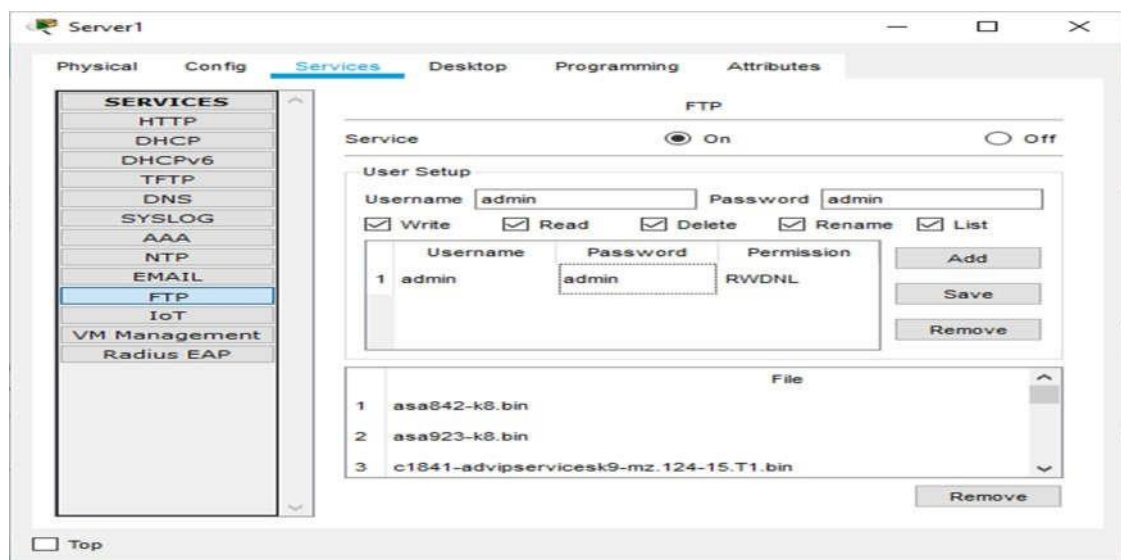 Server1
Physical Config Services Desktop Programming Attributes
SERVICES
HTTP
DHCP
DHCPv6
TFTP
DNS
SYSLOG
AAA
NTP
EMAIL
FTP
IoT
VM Management
Radius EAP
FTP
Service On Off
User Setup
Username admin Password admin
Write Read Delete Rename List
Username Password Permission
1 admin admin RWDNL
Add
Save
Remove
File
1 asa842-k8.bin
2 asa923-k8.bin
3 c1841-advipservicesk9-mz.124-15.T1.bin
Remove
Top